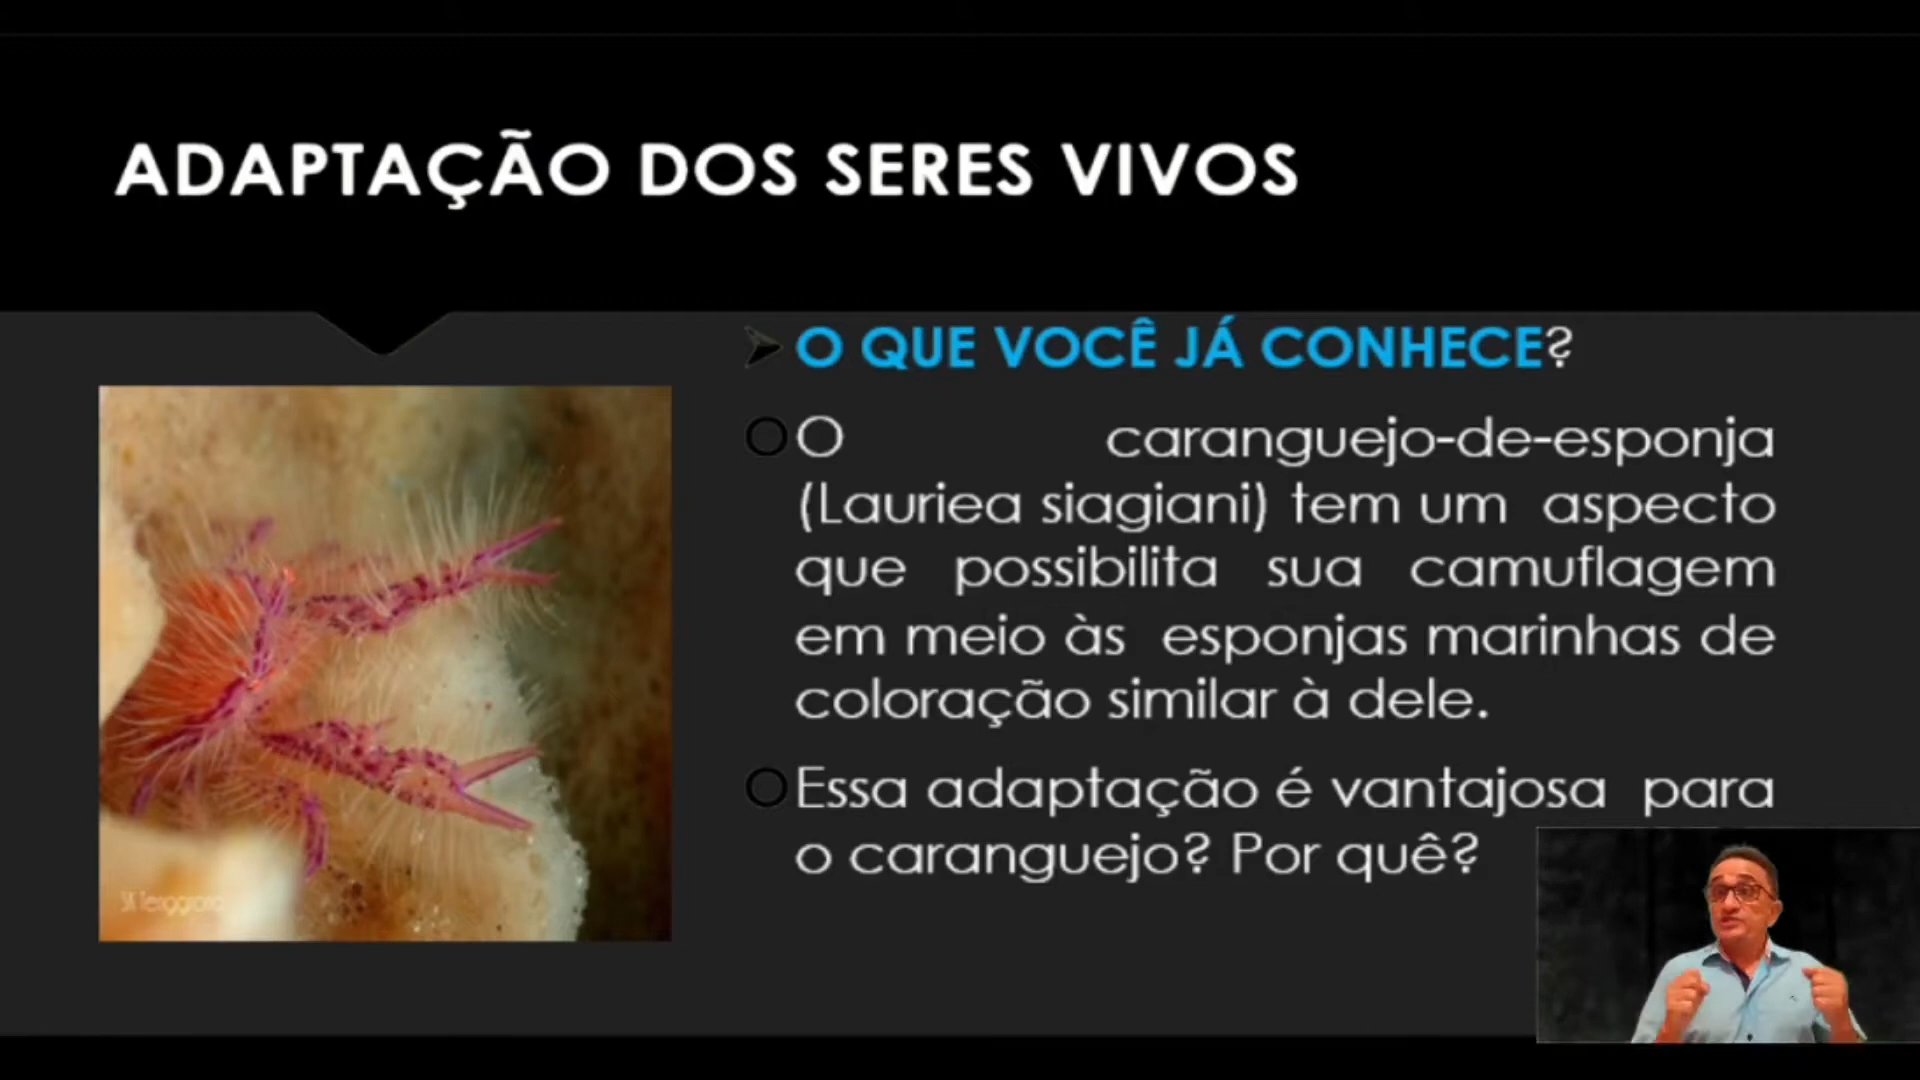 ADAPTAÇÃO DOS SERES VIVOS
O QUE VOCÊ JÁ CONHECE?
O caranguejo-de-esponja
(Lauriea siagiani) tem um aspecto
que possibilita sua camuflagem
em meio às esponjas marinhas de
coloração similar à dele.
Essa adaptação é vantajosa para
o caranguejo? Por quê?